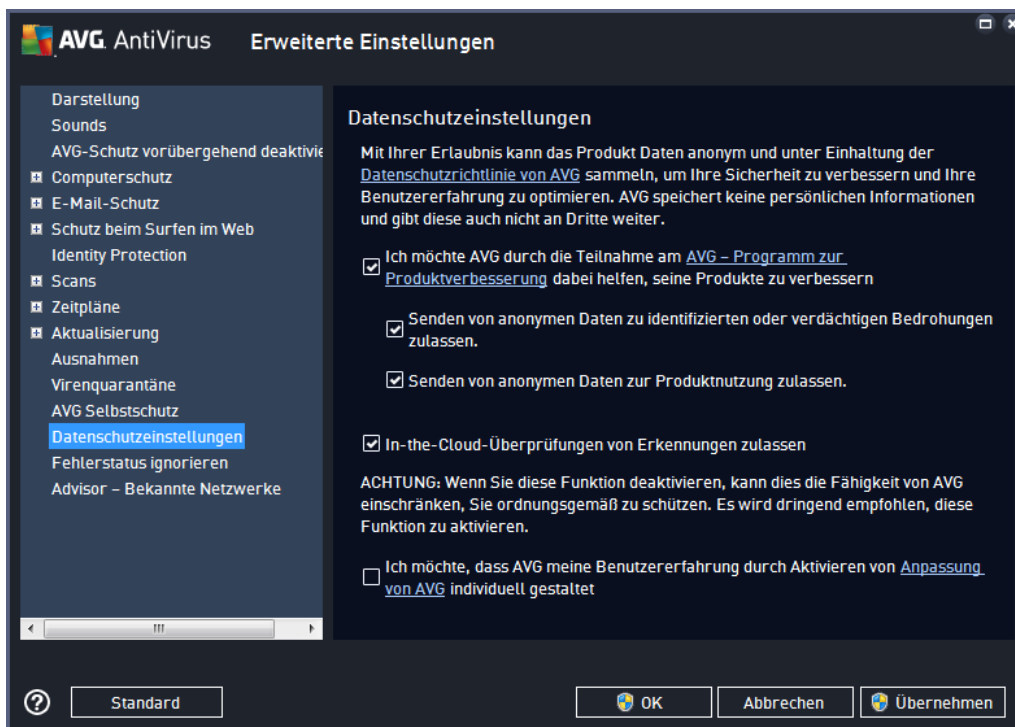 AVG AntiVirus Erweiterte Einstellungen
Darstellung
Sounds
AVG-Schutz vorübergehend deaktivie
Computerschutz
E-Mail-Schutz
Schutz beim Surfen im Web
Identity Protection
Scans
Zeitpläne
Aktualisierung
Ausnahmen
Virenquarantäne
AVG Selbstschutz
Datenschutzeinstellungen
Fehlerstatus ignorieren
Advisor – Bekannte Netzwerke
Datenschutzeinstellungen
Mit Ihrer Erlaubnis kann das Produkt Daten anonym und unter Einhaltung der
Datenschutzrichtlinie von AVG sammeln, um Ihre Sicherheit zu verbessern und Ihre
Benutzererfahrung zu optimieren. AVG speichert keine persönlichen Informationen
und gibt diese auch nicht an Dritte weiter.
Ich möchte AVG durch die Teilnahme am AVG – Programm zur
Produktverbesserung dabei helfen, seine Produkte zu verbessern
Senden von anonymen Daten zu identifizierten oder verdächtigen Bedrohungen
zulassen.
Senden von anonymen Daten zur Produktnutzung zulassen.
In-the-Cloud-Überprüfungen von Erkennungen zulassen
ACHTUNG: Wenn Sie diese Funktion deaktivieren, kann dies die Fähigkeit von AVG
einschränken, Sie ordnungsgemäß zu schützen. Es wird dringend empfohlen, diese
Funktion zu aktivieren.
Ich möchte, dass AVG meine Benutzererfahrung durch Aktivieren von Anpassung
von AVG individuell gestaltet
Standard
OK
Abbrechen
Übernehmen